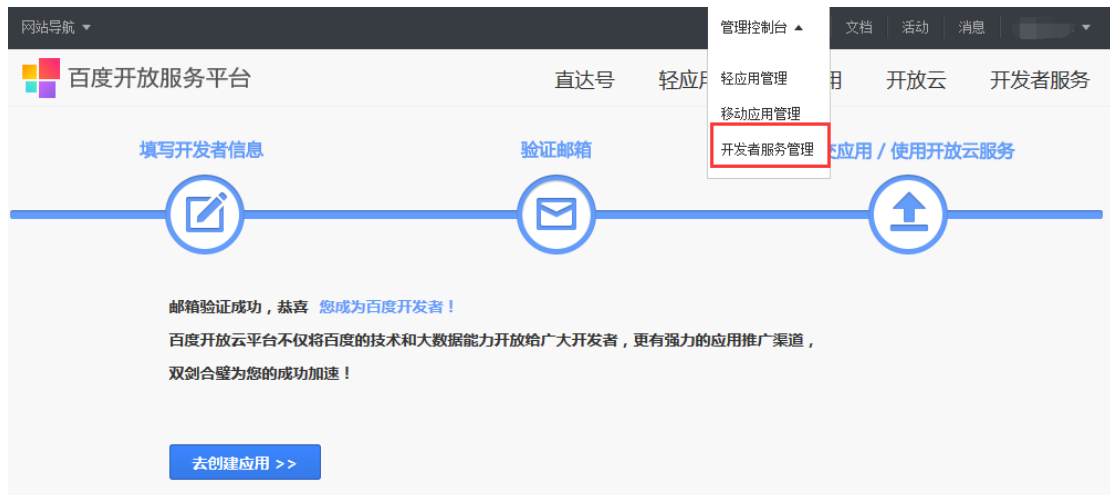 网站导航
管理控制台
文档
活动
消息
百度开放服务平台
直达号
轻应
开放云
开发者服务
轻应用管理
移动应用管理
开发者服务管理
填写开发者信息
验证邮箱
应用 / 使用开放云服务
邮箱验证成功，恭喜 您成为百度开发者！
百度开放云平台不仅将百度的技术和大数据能力开放给广大开发者，更有强力的应用推广渠道，
双剑合璧为您的成功加速！
去创建应用 >>